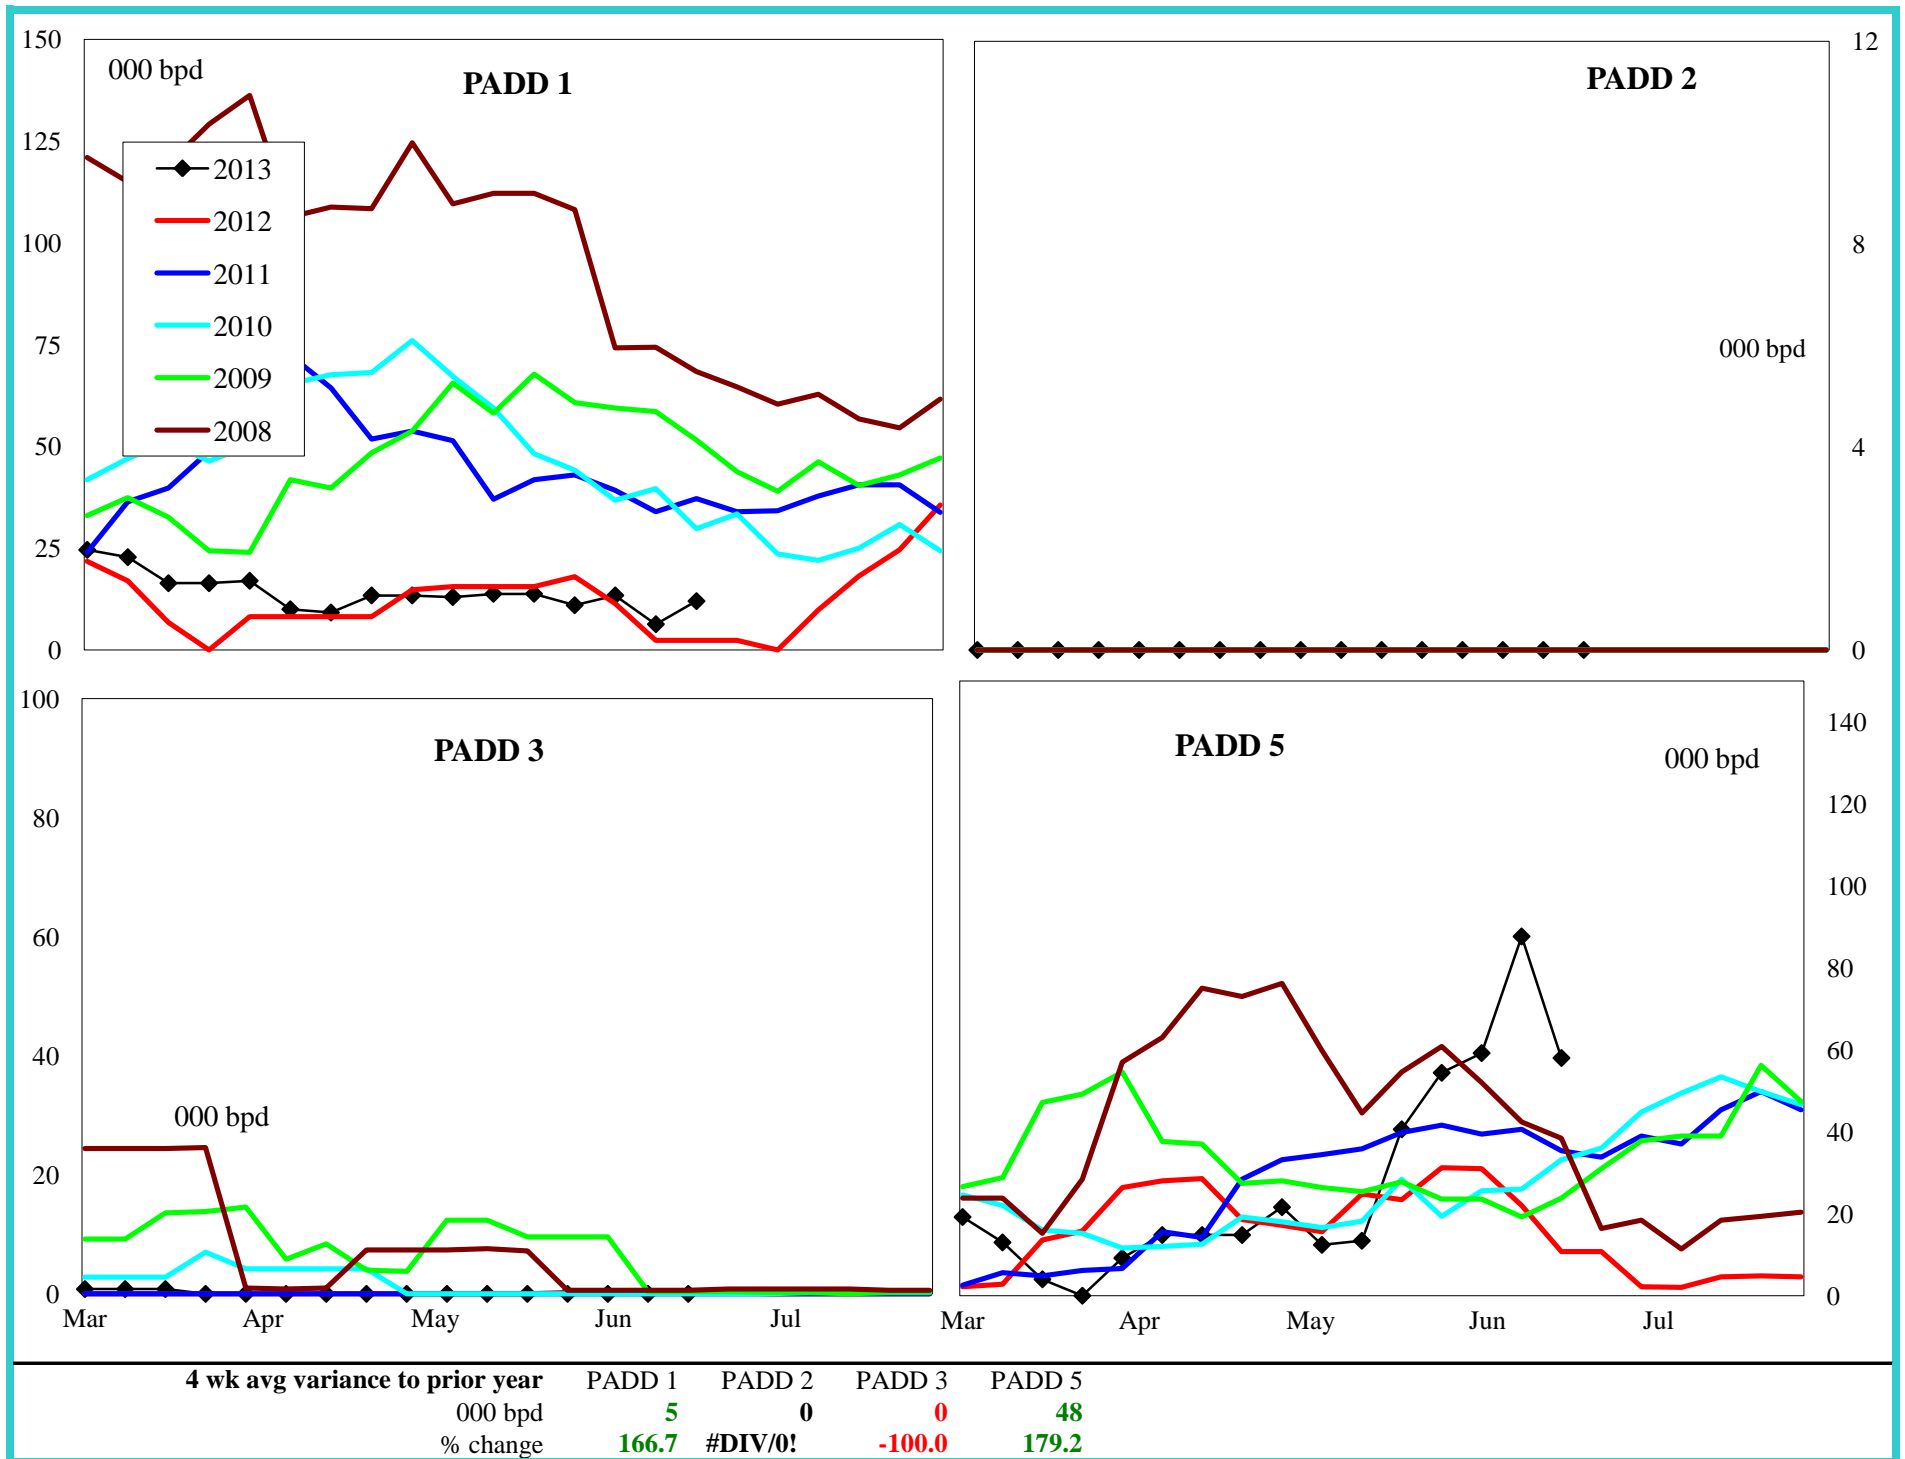 150
125
100
75
50
25
0
000 bpd
PADD 1
2013
2012
2011
2010
2009
2008
PADD 2
000 bpd
12
8
4
0
100
80
60
40
20
0
PADD 3
000 bpd
Mar Apr May Jun Jul
PADD 5
000 bpd
140
120
100
80
60
40
20
0
Mar Apr May Jun Jul
4 wk avg variance to prior year PADD 1 PADD 2 PADD 3 PADD 5
000 bpd 5 0 0 48
% change 166.7 #DIV/0! -100.0 179.2